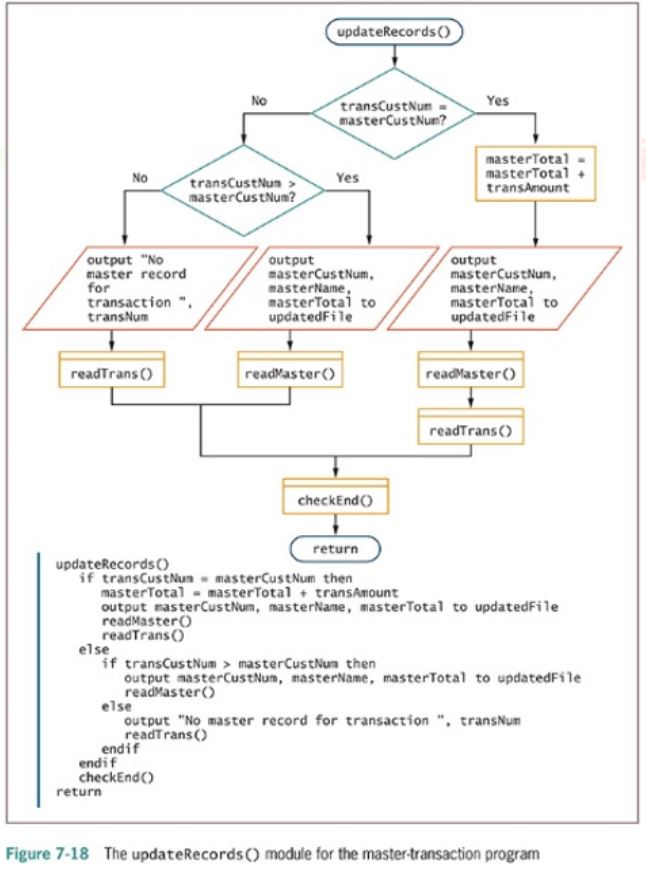 updateRecords()
transCustNum =
masterCustNum?
No
Yes
masterTotal =
masterTotal +
transAmount
transCustNum >
masterCustNum?
No
Yes
output "No
master record
for
transaction ",
transNum
output
masterCustNum,
masterName,
masterTotal to
updatedFile
output
masterCustNum,
masterName,
masterTotal to
updatedFile
readTrans()
readMaster()
readMaster()
readTrans()
checkEnd()
return
updateRecords()
if transCustNum = masterCustNum then
masterTotal = masterTotal + transAmount
output masterCustNum, masterName, masterTotal to updatedFile
readMaster()
readTrans()
else
if transCustNum > masterCustNum then
output masterCustNum, masterName, masterTotal to updatedFile
readMaster()
else
output "No master record for transaction ", transNum
readTrans()
endif
endif
checkEnd()
return
Figure 7-18 The updateRecords() module for the master-transaction program